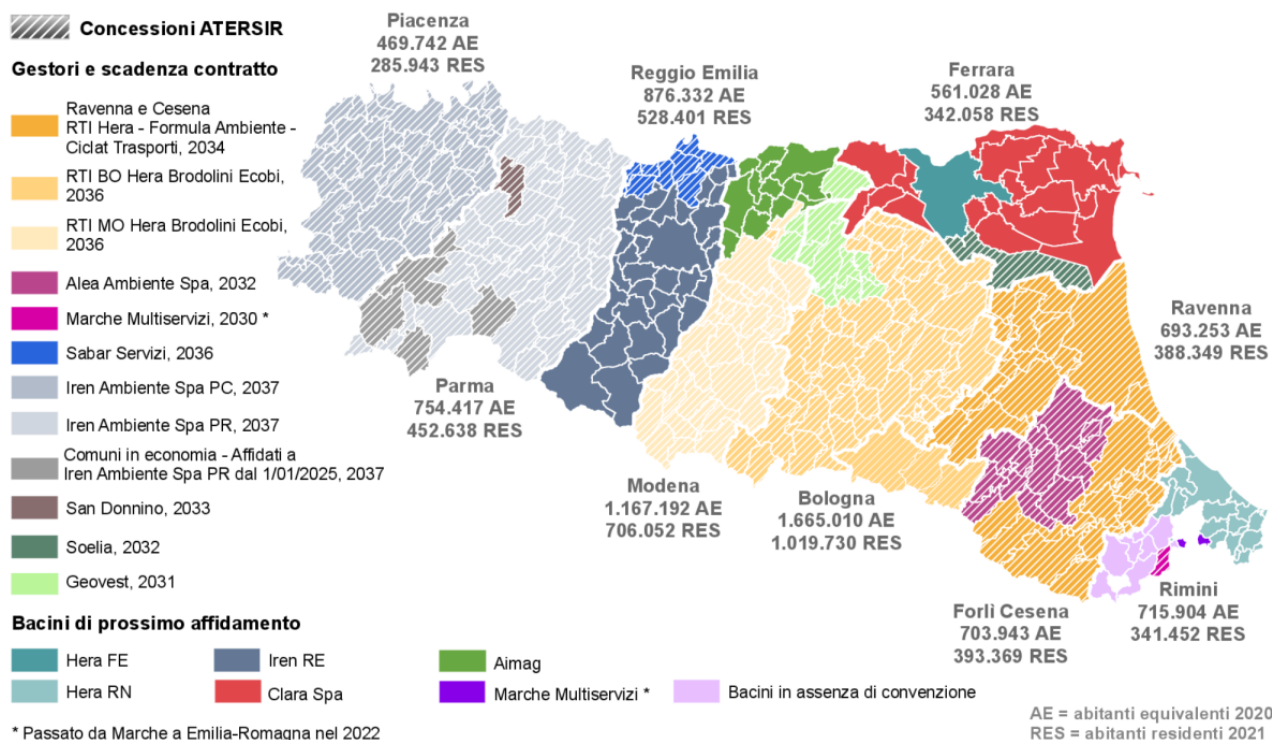 Concessioni ATERSIR
Gestori e scadenza contratto
Ravenna e Cesena
RTI Hera - Formula Ambiente -
Ciclat Trasporti, 2034
RTI BO Hera Brodolini Ecobi,
2036
RTI MO Hera Brodolini Ecobi,
2036
Alea Ambiente Spa, 2032
Marche Multiservizi, 2030 *
Sabar Servizi, 2036
Iren Ambiente Spa PC, 2037
Iren Ambiente Spa PR, 2037
Comuni in economia - Affidati a
Iren Ambiente Spa PR dal 1/01/2025, 2037
San Donnino, 2033
Soelia, 2032
Geovest, 2031
Piacenza
469.742 AE
285.943 RES
Reggio Emilia
876.332 AE
528.401 RES
Ferrara
561.028 AE
342.058 RES
Ravenna
693.253 AE
388.349 RES
Parma
754.417 AE
452.638 RES
Modena
1.167.192 AE
706.052 RES
Bologna
1.665.010 AE
1.019.730 RES
Forlì Cesena
703.943 AE
393.369 RES
Rimini
715.904 AE
341.452 RES
Bacini di prossimo affidamento
Hera FE
Iren RE
Aimag
Hera RN
Clara Spa
Marche Multiservizi *
Bacini in assenza di convenzione
* Passato da Marche a Emilia-Romagna nel 2022
AE = abitanti equivalenti 2020
RES = abitanti residenti 2021